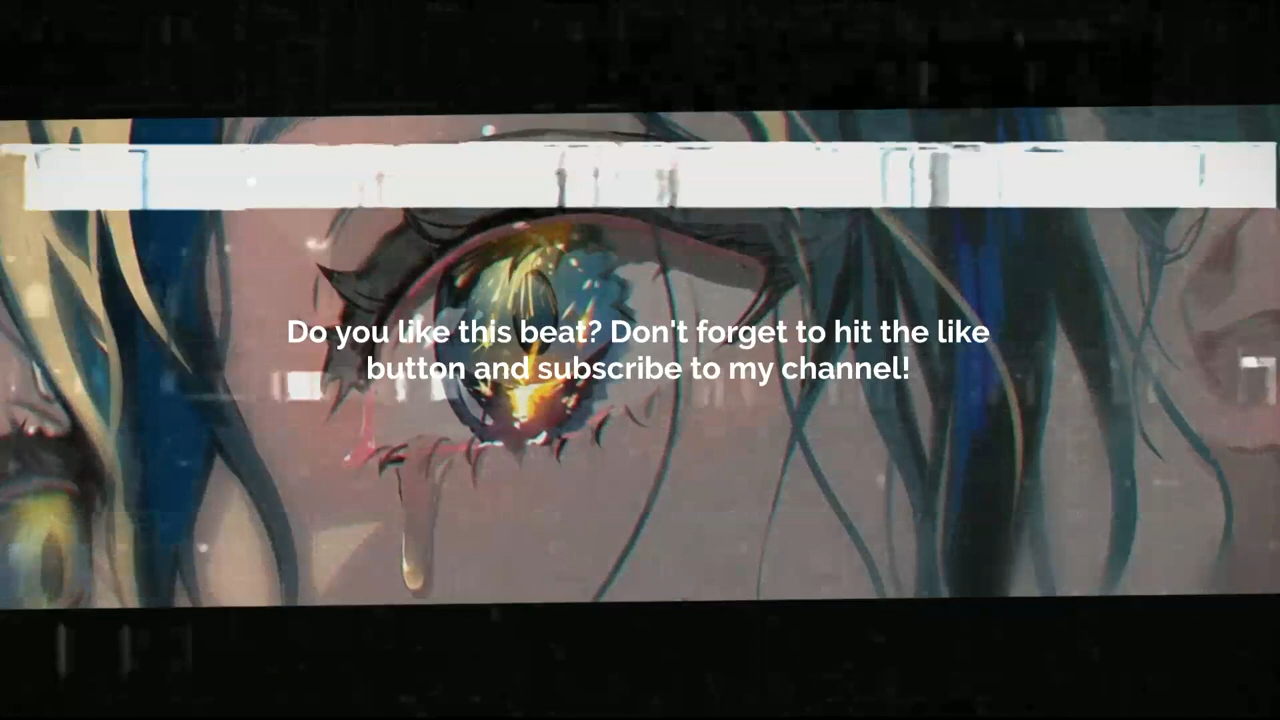 Do you like this beat? Don't forget to hit the like
button and subscribe to my channel!